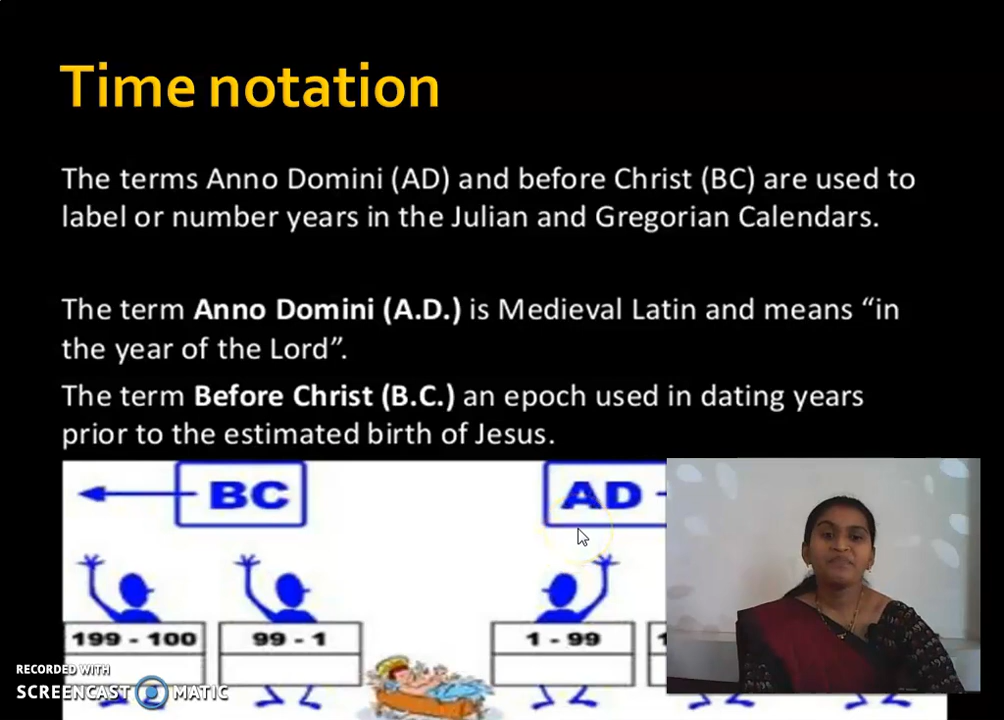 Time notation
The terms Anno Domini (AD) and before Christ (BC) are used to
label or number years in the Julian and Gregorian Calendars.
The term Anno Domini (A.D.) is Medieval Latin and means “in
the year of the Lord”.
The term Before Christ (B.C.) an epoch used in dating years
prior to the estimated birth of Jesus.
BC AD
199 - 100 99 - 1 1 - 99 1
RECORDED WITH
SCREENCAST MATIC